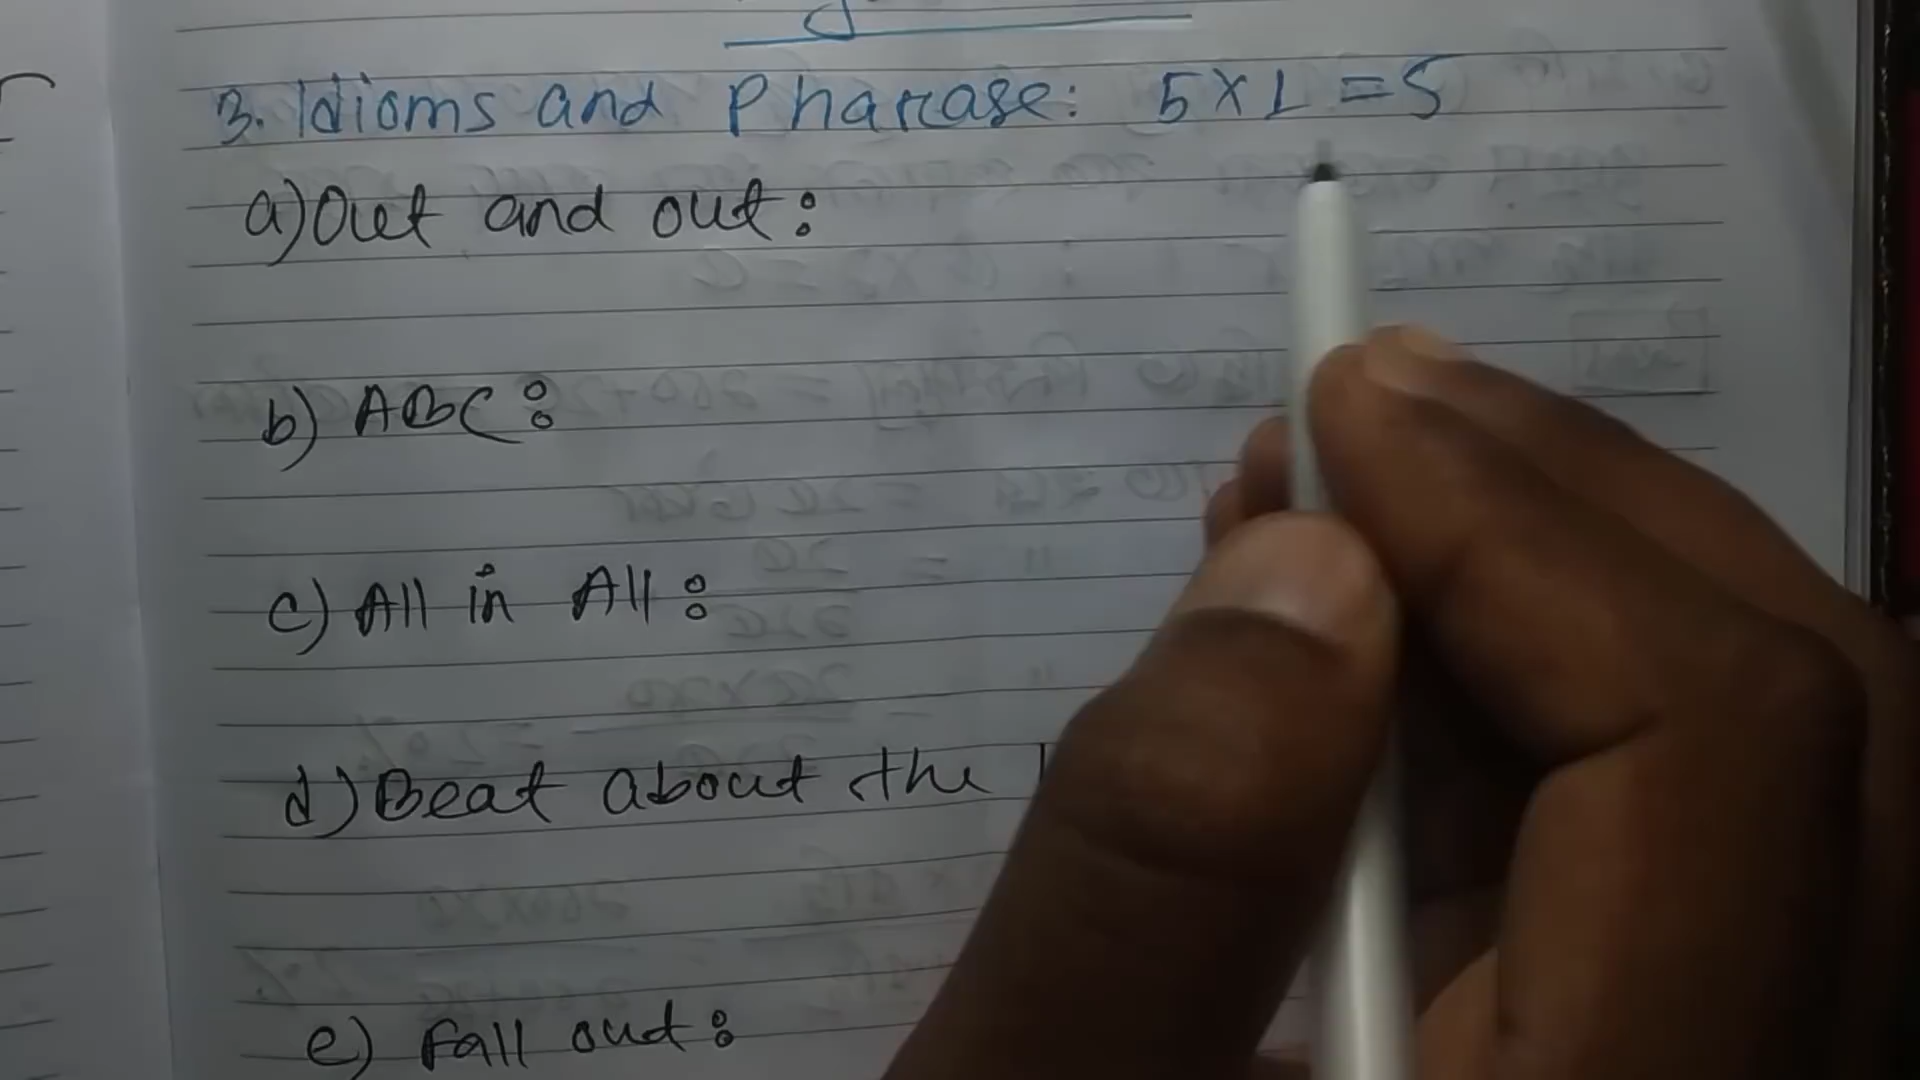 3. Idioms and Pharase: 5×1=5
a) Out and out:
b) ABC:
c) All in All:
d) Beat about the
e) Fall out: